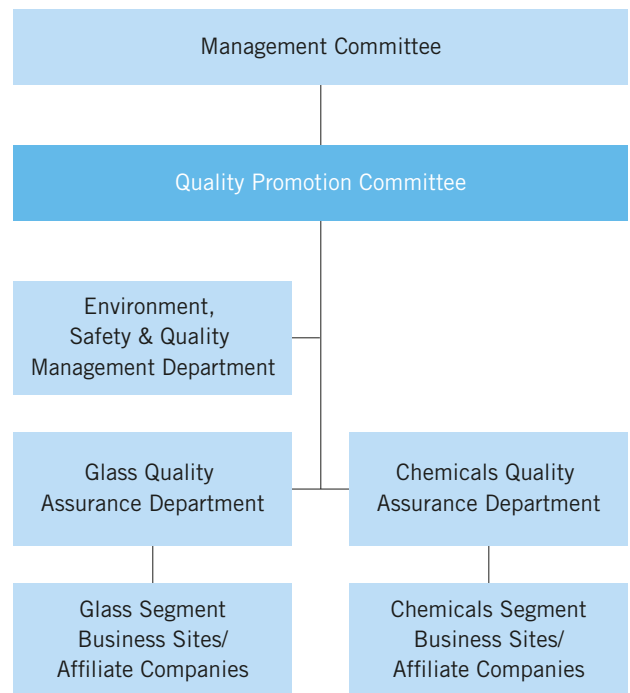 Management Committee
Quality Promotion Committee
Environment,
Safety & Quality
Management Department
Glass Quality
Assurance Department
Chemicals Quality
Assurance Department
Glass Segment
Business Sites/
Affiliate Companies
Chemicals Segment
Business Sites/
Affiliate Companies